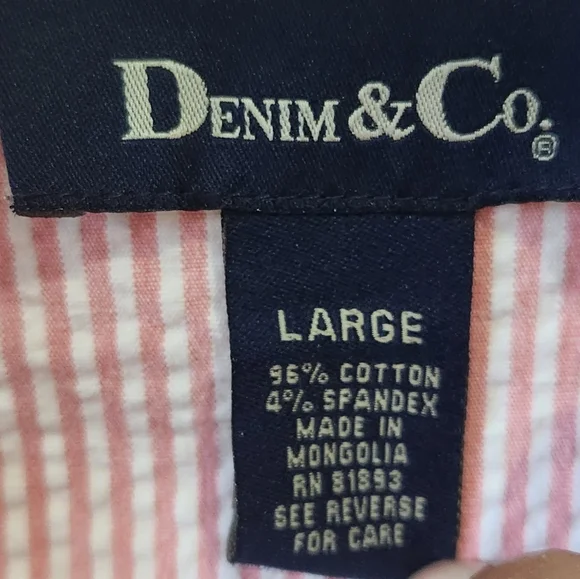 DENIM & CO.®
LARGE
96% COTTON
4% SPANDEX
MADE IN
MONGOLIA
RN 81893
SEE REVERSE
FOR CARE